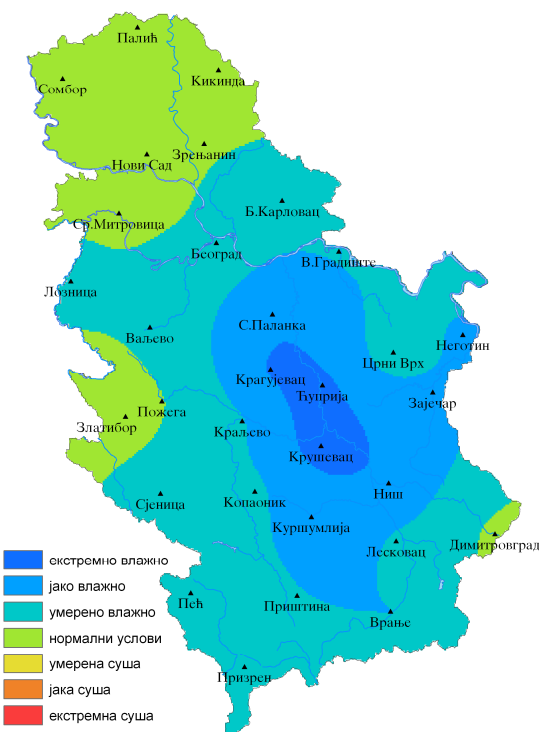 Палић
Кикинда
Сомбор
Зрењанин
Нови Сад
Б.Карловац
Ср.Митровица
Београд
В.Градиште
Лозница
С.Паланка
Ваљево
Неготин
Црни Врх
Крагујевац
Ћуприја
Зајечар
Пожега
Златибор
Краљево
Крушевац
Ниш
Сјеница
Копаоник
Куршумлија
Димитровград
Лесковац
Пећ
Приштина
Врање
Призрен
екстремно влажно
јако влажно
умерено влажно
нормални услови
умерена суша
јака суша
екстремна суша